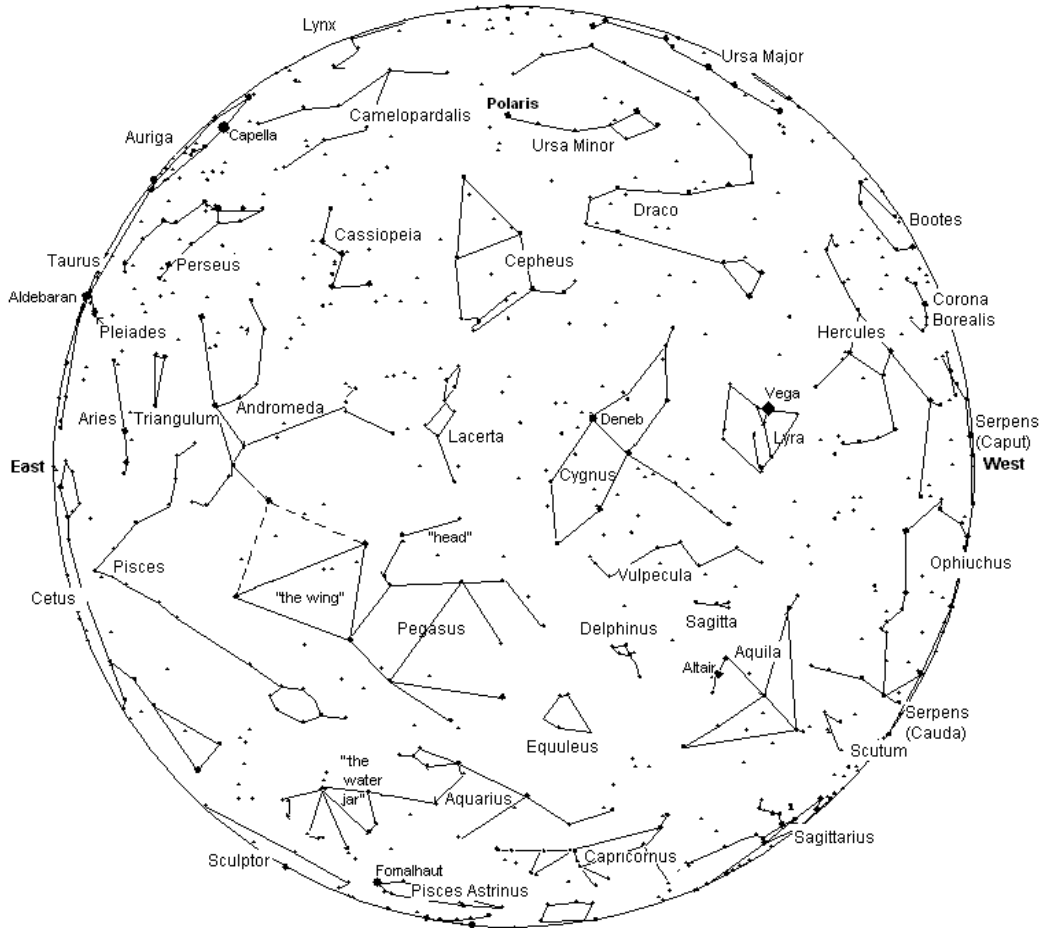 Lynx
Ursa Major
Camelopardalis
Polaris
Auriga
Capella
Ursa Minor
Draco
Bootes
Cassiopeia
Perseus
Cepheus
Taurus
Aldebaran
Pleiades
Corona
Borealis
Hercules
Vega
Aries
Triangulum
Andromeda
Deneb
Lacerta
Lyra
Serpens
(Caput)
East
West
Cygnus
"head"
Pisces
Vulpecula
Ophiuchus
Cetus
"the wing"
Pegasus
Delphinus
Sagitta
Altair
Aquila
Serpens
(Cauda)
Equuleus
Scutum
"the
water
jar"
Aquarius
Sagittarius
Sculptor
Capricornus
Fomalhaut
Pisces Astrinus